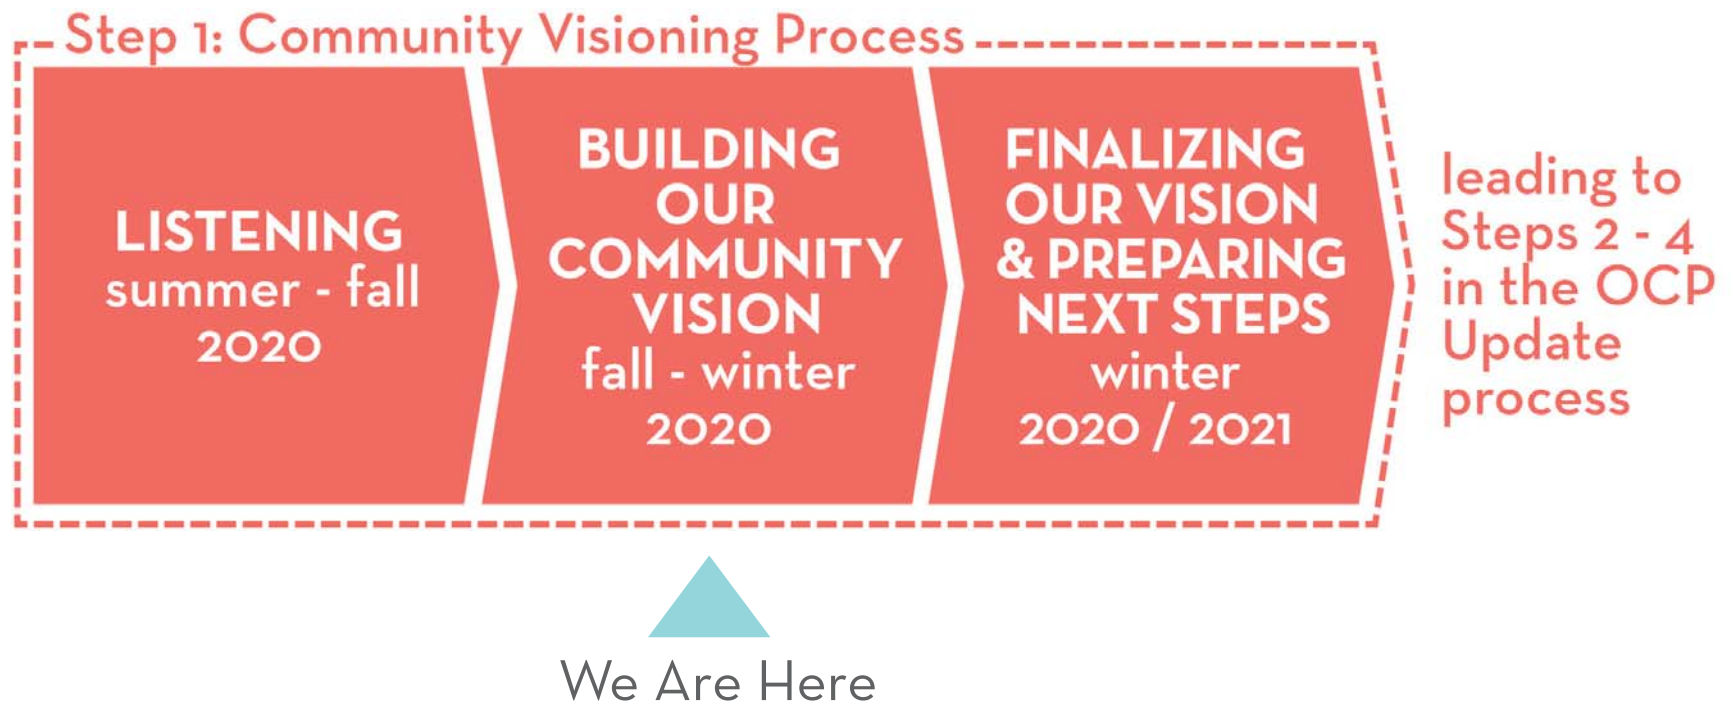 Step 1: Community Visioning Process
LISTENING
summer - fall
2020
BUILDING
OUR
COMMUNITY
VISION
fall - winter
2020
FINALIZING
OUR VISION
& PREPARING
NEXT STEPS
winter
2020 / 2021
leading to
Steps 2 - 4
in the OCP
Update
process
We Are Here